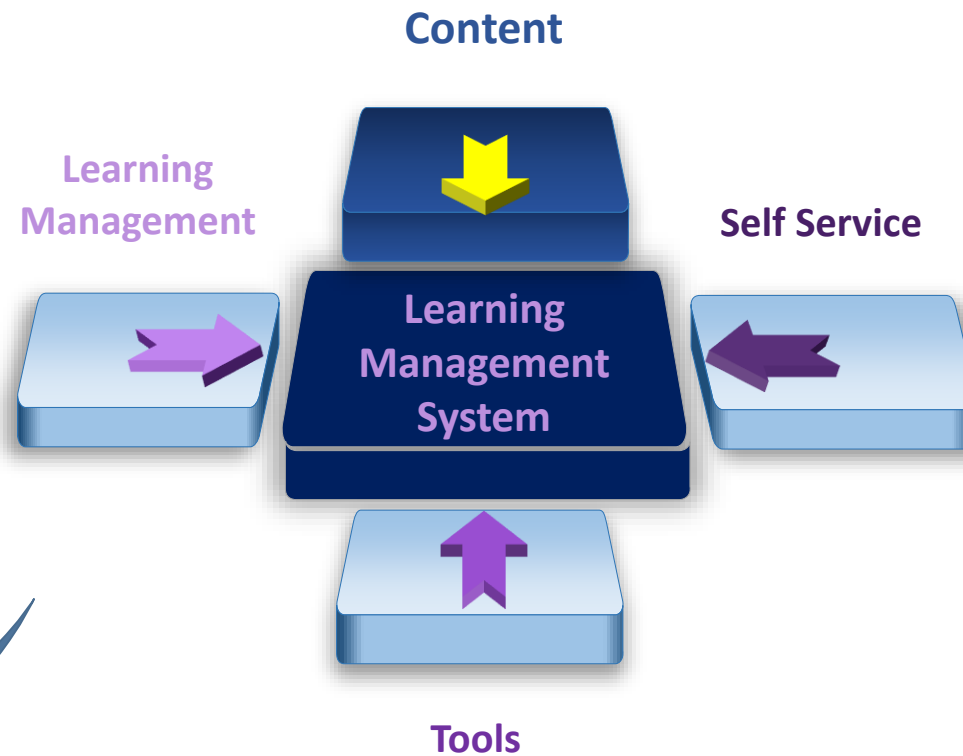 Content
Learning
Management
Self Service
Learning
Management
System
Tools